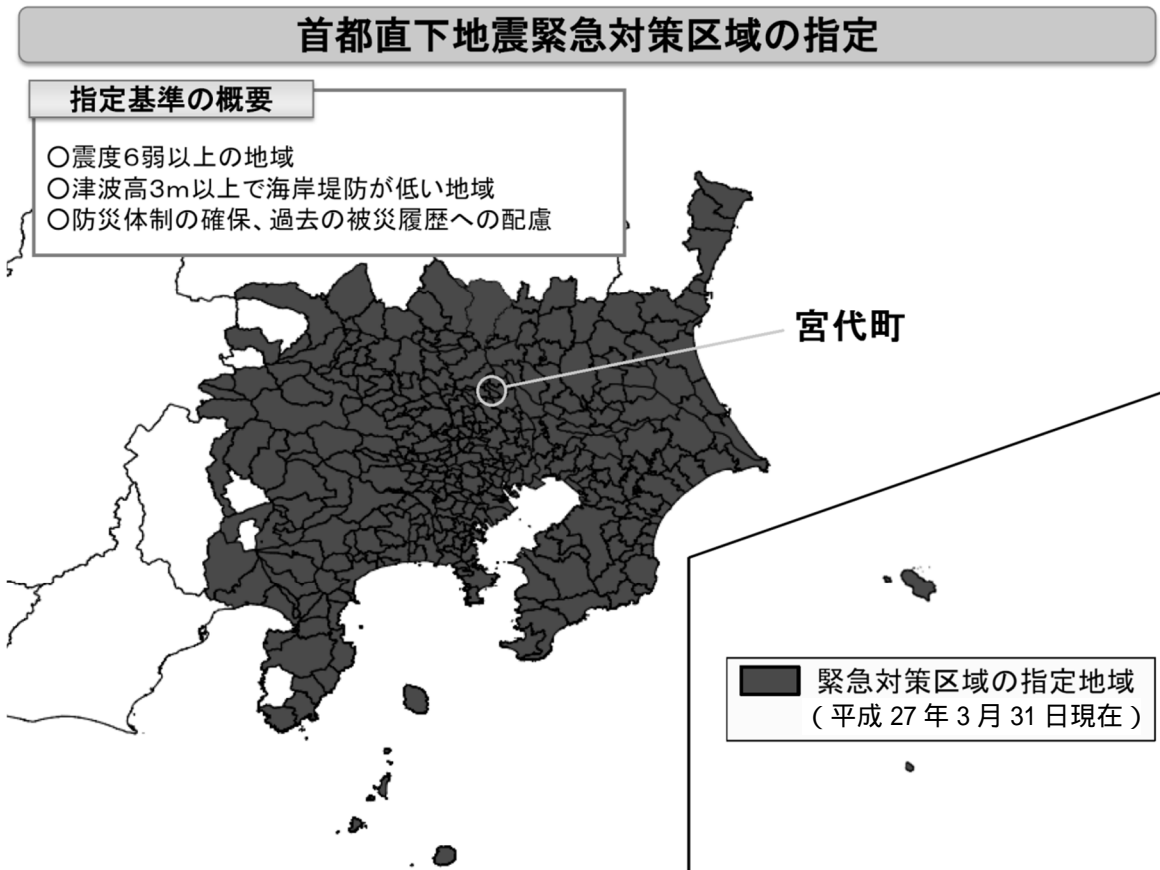 首都直下地震緊急対策区域の指定
指定基準の概要
○震度6弱以上の地域
○津波高3m以上で海岸堤防が低い地域
○防災体制の確保、過去の被災履歴への配慮
宮代町
緊急対策区域の指定地域
(平成 27 年 3 月 31 日現在)